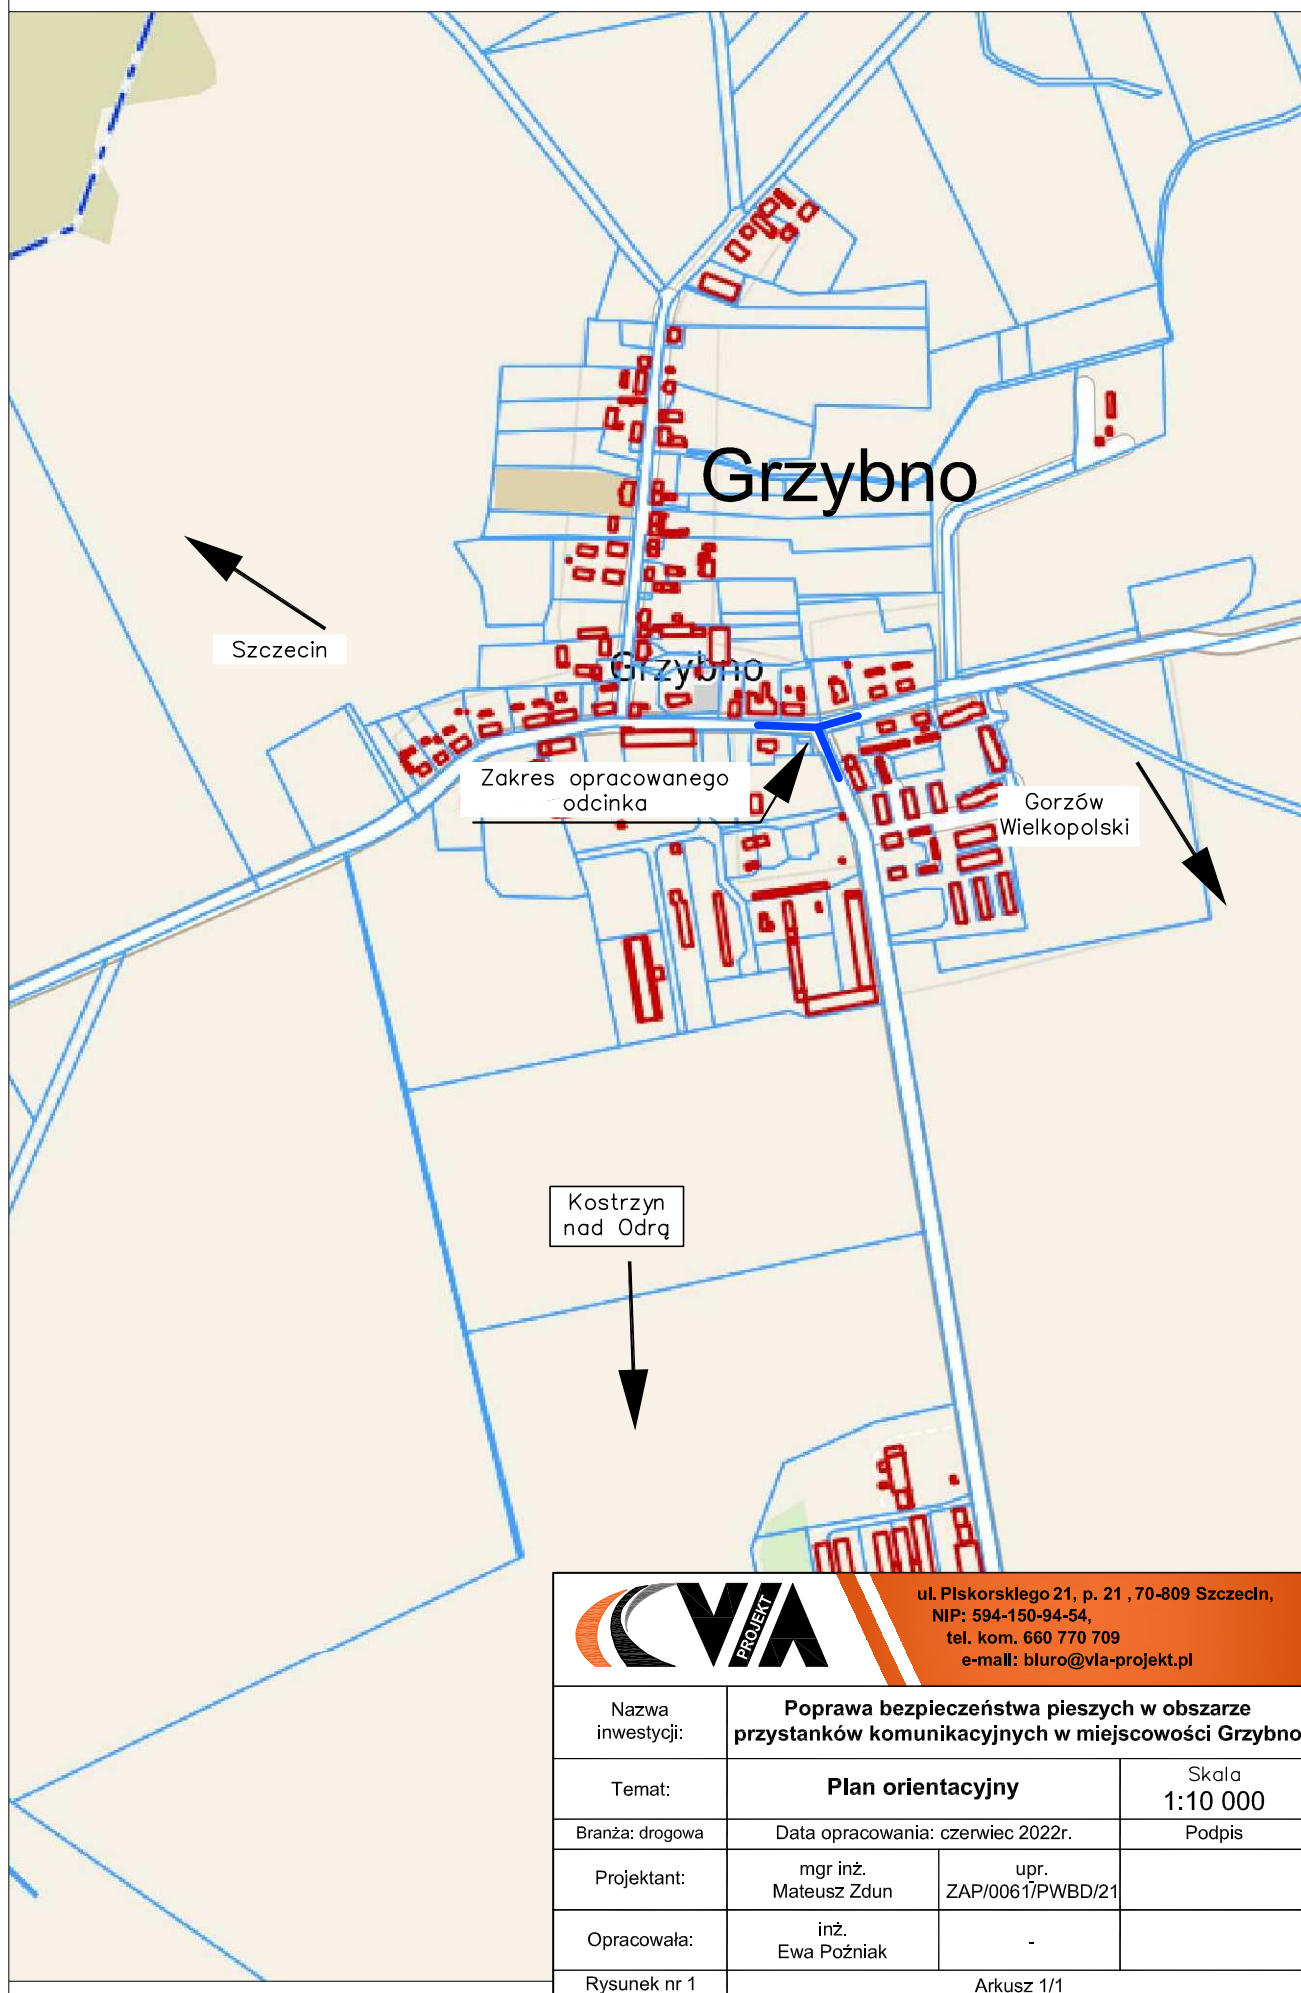 Grzybno
Szczecin
Grzybno
Zakres opracowanego
odcinka
Gorzów
Wielkopolski
Kostrzyn
nad Odrą
VIA
PROJEKT
ul. Piskorskiego 21, p. 21 , 70-809 Szczecin,
NIP: 594-150-94-54,
tel. kom. 660 770 709
e-mail: biuro@via-projekt.pl
Nazwa
inwestycji:
Poprawa bezpieczeństwa pieszych w obszarze
przystanków komunikacyjnych w miejscowości Grzybno
Temat:
Plan orientacyjny
Skala
1:10 000
Branża: drogowa
Data opracowania: czerwiec 2022r.
Podpis
Projektant:
mgr inż.
Mateusz Zdun
upr.
ZAP/0061/PWBD/21
Opracowała:
inż.
Ewa Poźniak
-
Rysunek nr 1
Arkusz 1/1